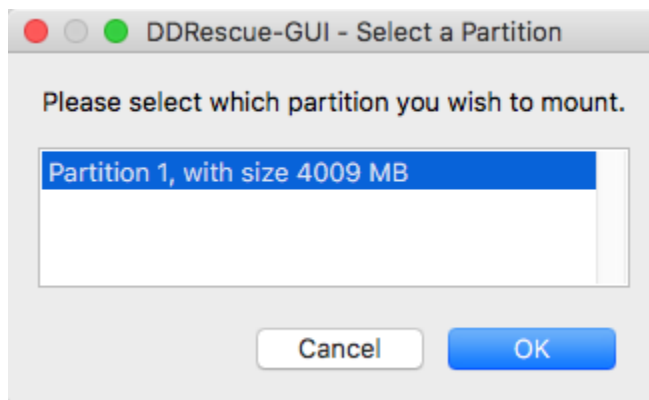 DDRescue-GUI - Select a Partition
Please select which partition you wish to mount.
Partition 1, with size 4009 MB
Cancel
OK